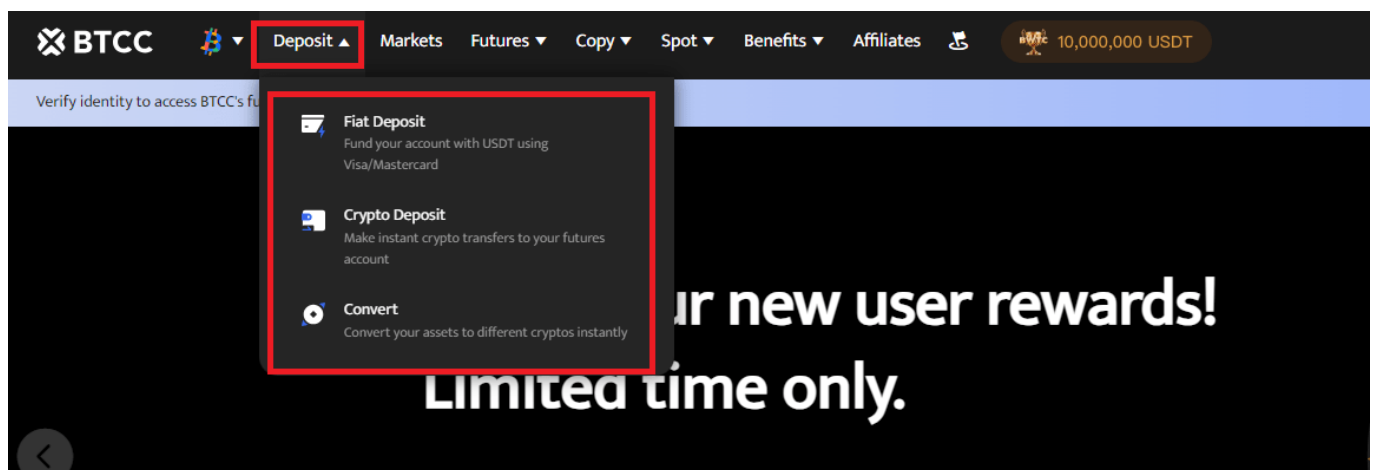 BTCC
Deposit Markets Futures Copy Spot Benefits Affiliates 10,000,000 USDT
Verify identity to access BTCC's
Fiat Deposit
Fund your account with USDT using
Visa/Mastercard
Crypto Deposit
Make instant crypto transfers to your futures
account
Convert
Convert your assets to different cryptos instantly
new user rewards!
Limited time only.